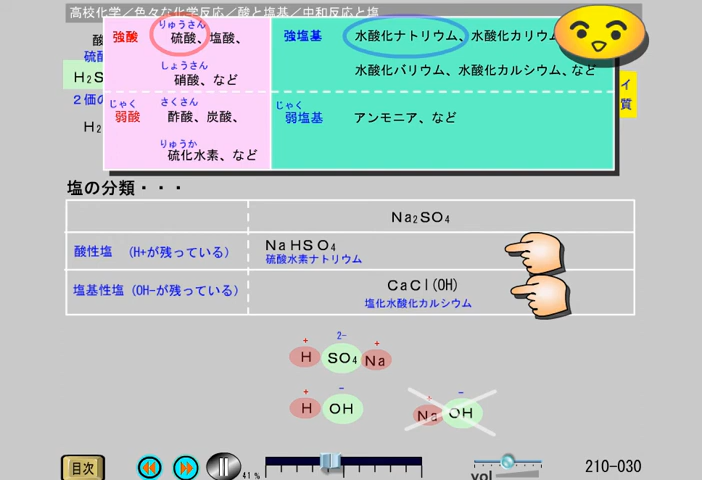 高校化学／色々な化学反応／酸と塩基／中和反応と塩
りゅうさん
強酸 硫酸、塩酸、
しょうさん
硝酸、など
じゃく さくさん
弱酸 酢酸、炭酸、
りゅうか
硫化水素、など
強塩基 水酸化ナトリウム、水酸化カリウム
水酸化バリウム、水酸化カルシウム、など
じゃく
弱塩基 アンモニア、など
酸
硫酸
H₂S
２価の
H₂
イ
質
塩の分類・・・
Na₂SO₄
酸性塩 （H+が残っている） NaHSO₄
硫酸水素ナトリウム
塩基性塩（OH−が残っている） CaCl(OH)
塩化水酸化カルシウム
+ 2− +
H SO₄ Na
+ − + −
H OH Na OH
目次 41% vol 210-030